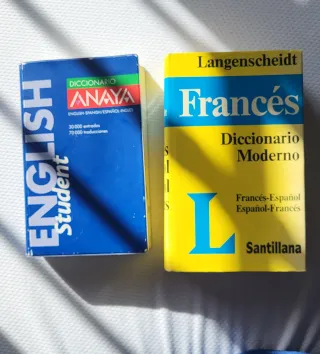 DICCIONARIO
ANAYA
ENGLISH-SPANISH/ESPAÑOL-INGLÉS
30 000 entradas
70 000 traducciones
ENGLISH
Student
Langenscheidt
Francés
Diccionario
Moderno
Francés-Español
Español-Francés
L
Santillana